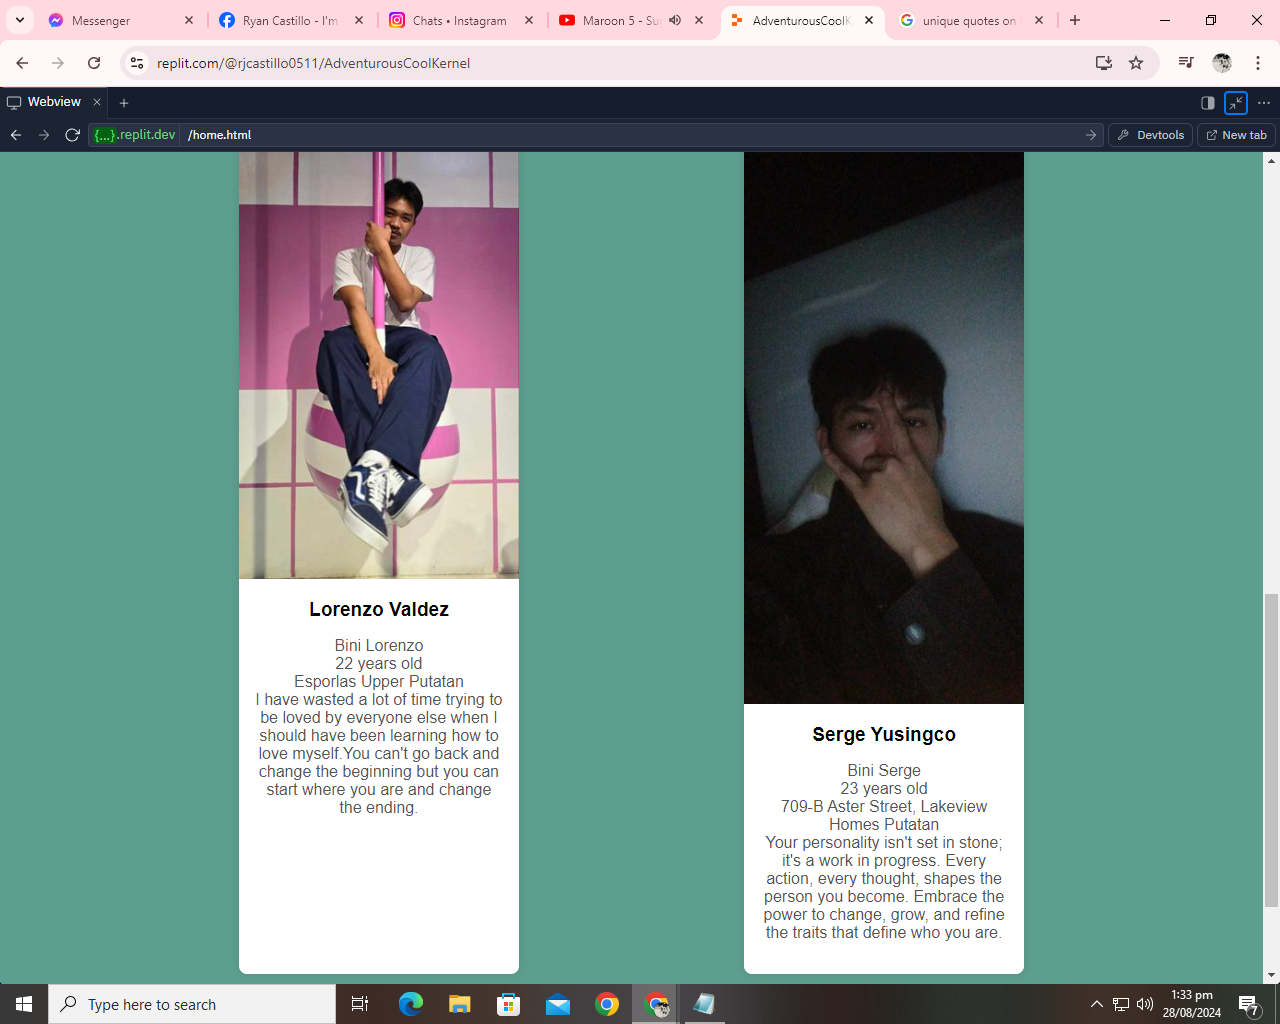 Messenger
Ryan Castillo - I'm
Chats • Instagram
Maroon 5 - Su
AdventurousCoolK
unique quotes on
replit.com/@rjcastillo0511/AdventurousCoolKernel
Webview
{...}.replit.dev
/home.html
Devtools
New tab
Lorenzo Valdez
Bini Lorenzo
22 years old
Esporlas Upper Putatan
I have wasted a lot of time trying to
be loved by everyone else when I
should have been learning how to
love myself.You can't go back and
change the beginning but you can
start where you are and change
the ending.
Serge Yusingco
Bini Serge
23 years old
709-B Aster Street, Lakeview
Homes Putatan
Your personality isn't set in stone;
it's a work in progress. Every
action, every thought, shapes the
person you become. Embrace the
power to change, grow, and refine
the traits that define who you are.
Type here to search
1:33 pm
28/08/2024
7